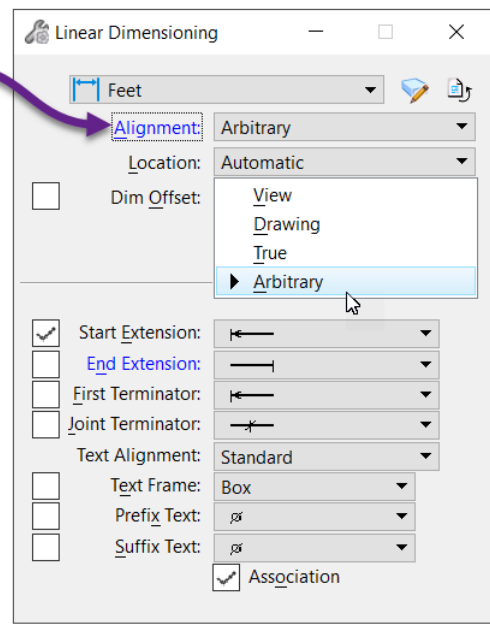 Linear Dimensioning
Feet
Alignment: Arbitrary
Location: Automatic
Dim Offset:
View
Drawing
True
Arbitrary
Start Extension:
End Extension:
First Terminator:
Joint Terminator:
Text Alignment: Standard
Text Frame: Box
Prefix Text:
Suffix Text:
Association